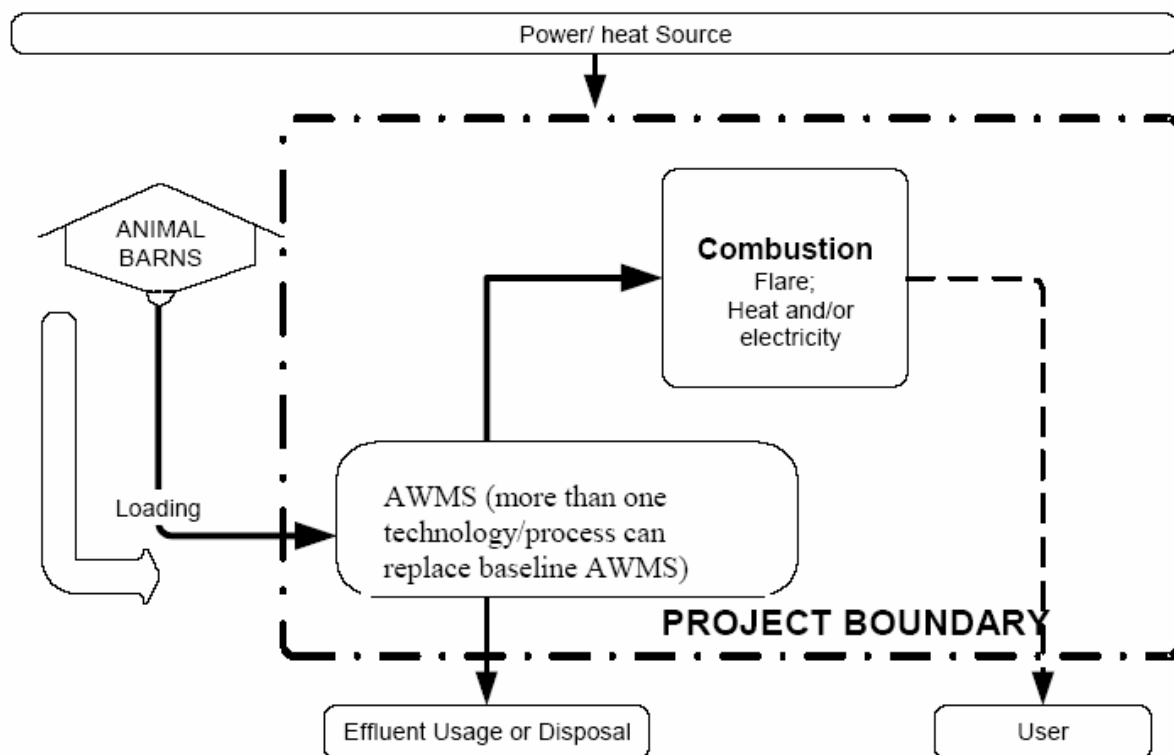 Power/ heat Source
ANIMAL
BARNS
Combustion
Flare;
Heat and/or
electricity
Loading
AWMS (more than one
technology/process can
replace baseline AWMS)
PROJECT BOUNDARY
Effluent Usage or Disposal
User